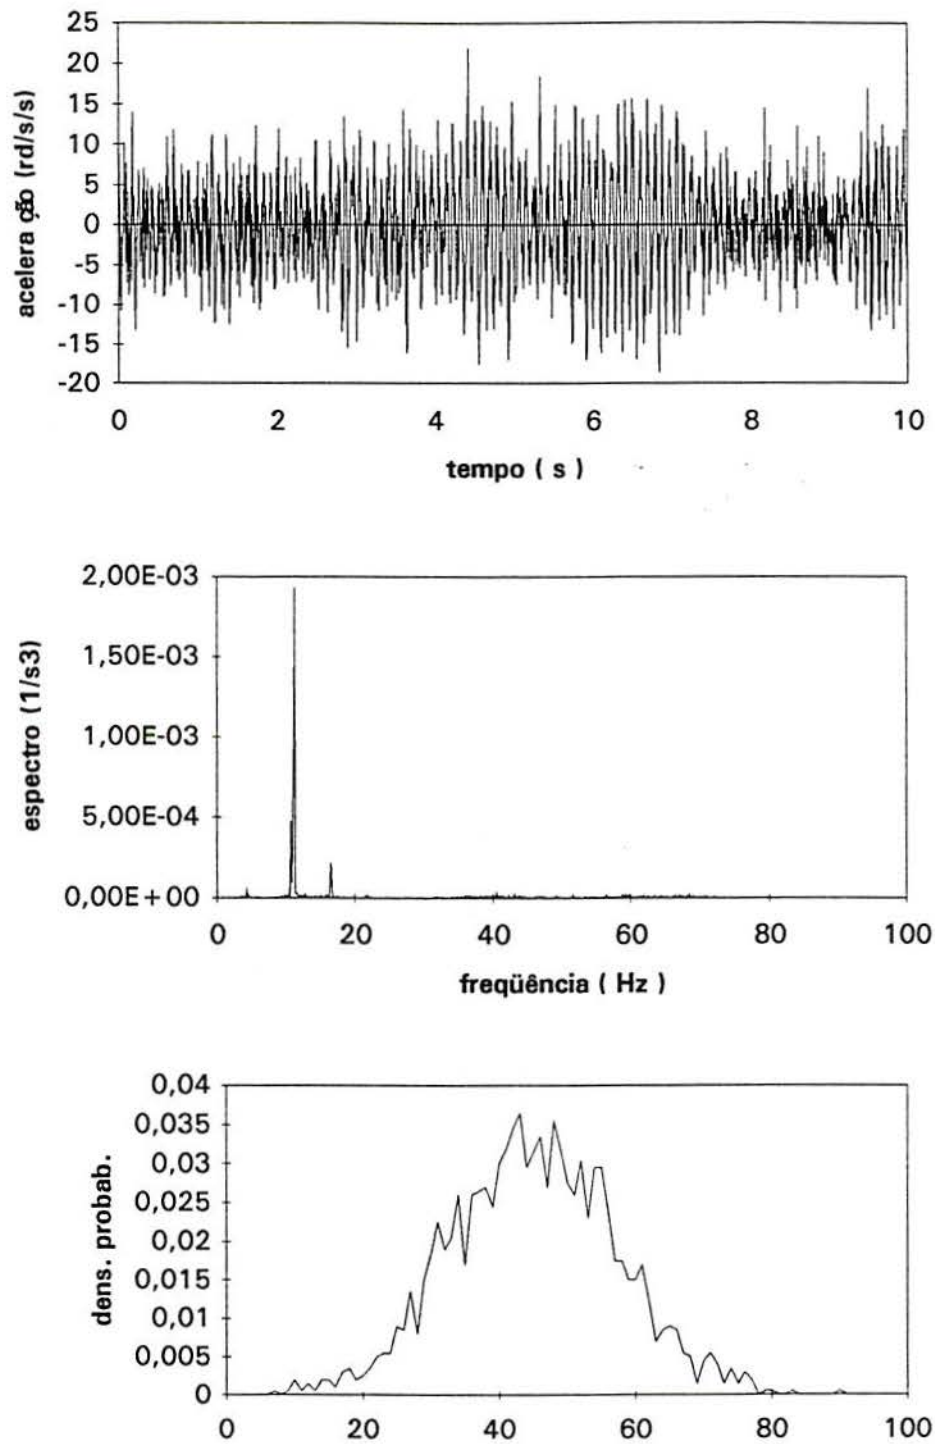 25
20
15
10
5
0
-5
-10
-15
-20
acelera ção (rd/s/s)
0 2 4 6 8 10
tempo ( s )
2,00E-03
1,50E-03
1,00E-03
5,00E-04
0,00E+00
espectro (1/s3)
0 20 40 60 80 100
freqüência ( Hz )
0,04
0,035
0,03
0,025
0,02
0,015
0,01
0,005
0
dens. probab.
0 20 40 60 80 100